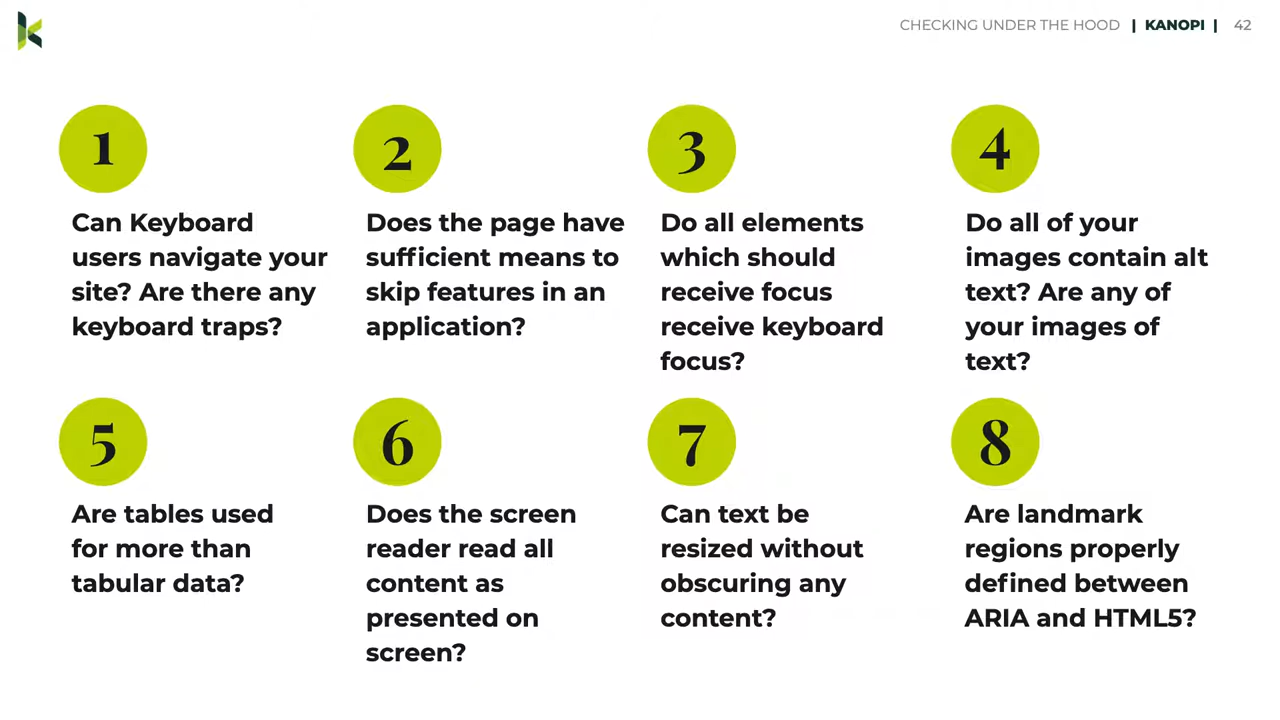 CHECKING UNDER THE HOOD | KANOPI | 42
1
Can Keyboard
users navigate your
site? Are there any
keyboard traps?
2
Does the page have
sufficient means to
skip features in an
application?
3
Do all elements
which should
receive focus
receive keyboard
focus?
4
Do all of your
images contain alt
text? Are any of
your images of
text?
5
Are tables used
for more than
tabular data?
6
Does the screen
reader read all
content as
presented on
screen?
7
Can text be
resized without
obscuring any
content?
8
Are landmark
regions properly
defined between
ARIA and HTML5?